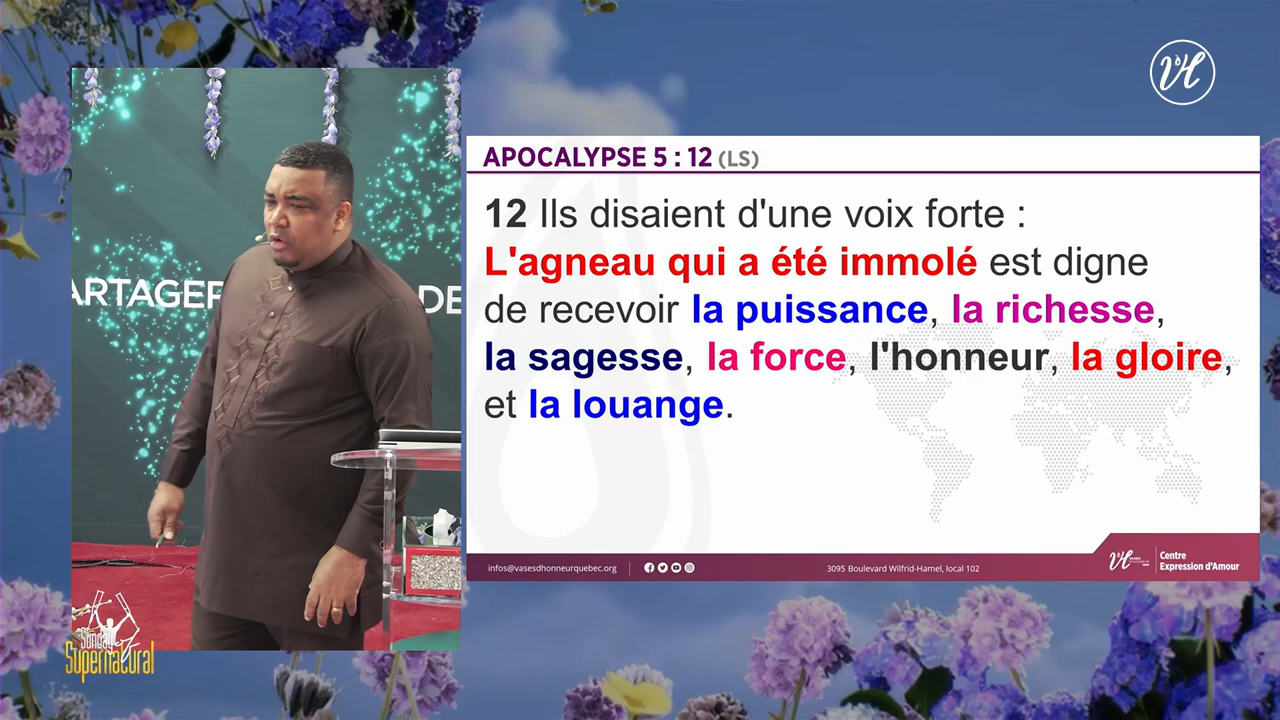 VH
APOCALYPSE 5 : 12 (LS)
12 Ils disaient d'une voix forte :
L'agneau qui a été immolé est digne
de recevoir la puissance, la richesse,
la sagesse, la force, l'honneur, la gloire,
et la louange.
ARTAGER
DE
infos@vasesdhonneurquebec.org
3095 Boulevard Wilfrid-Hamel, local 102
Centre
Expression d'Amour
Sunday of
Supernatural